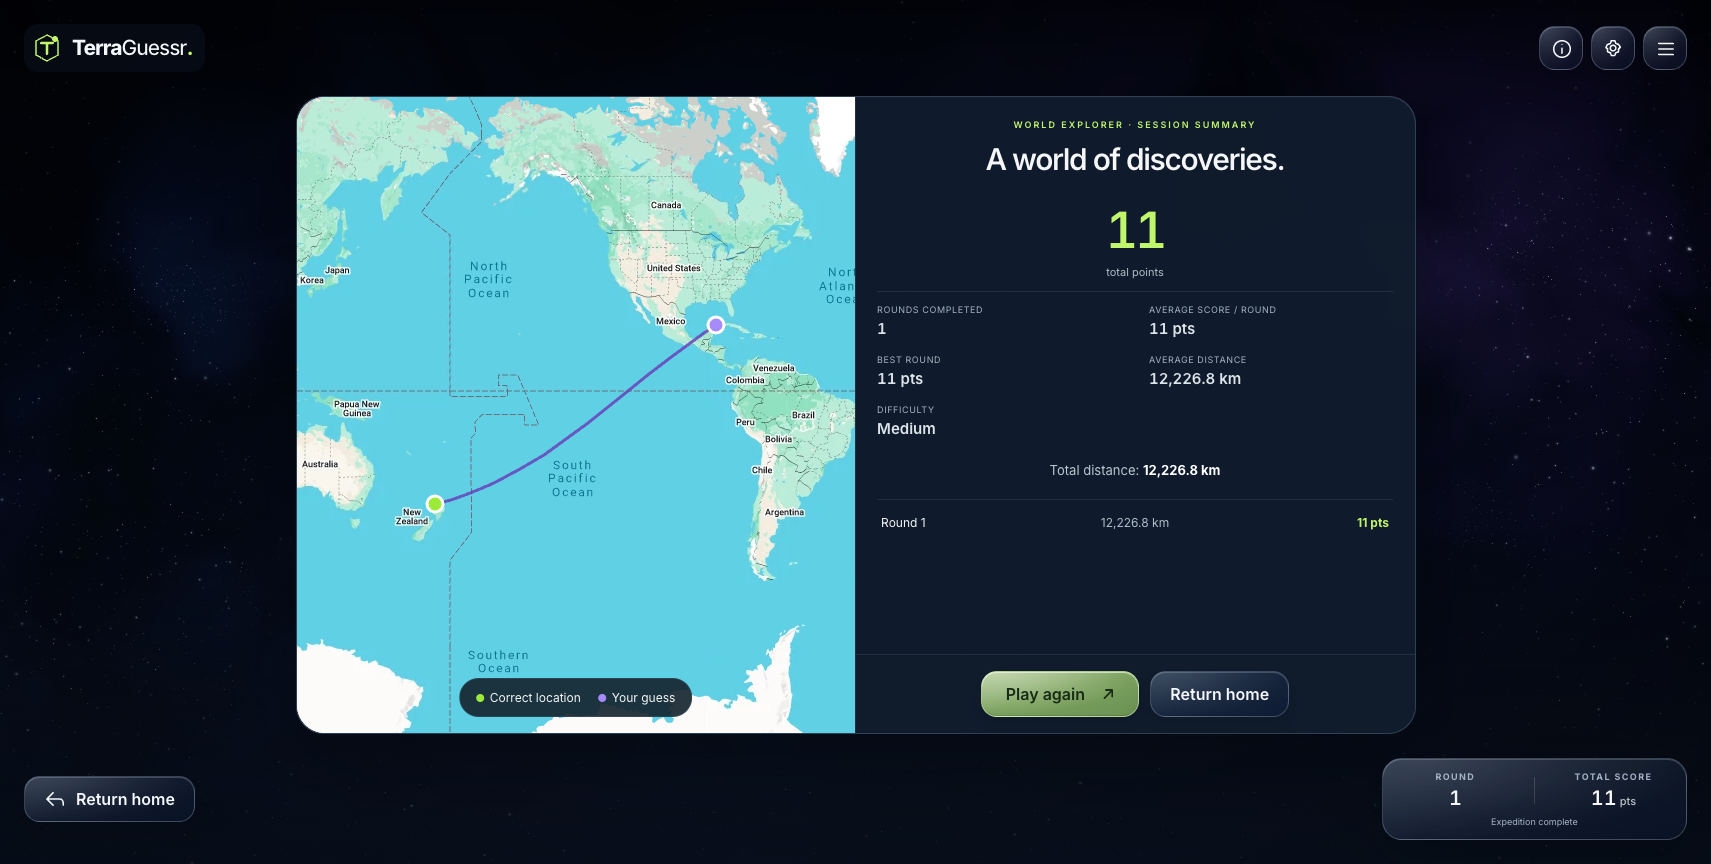 TerraGuessr.
Canada
North
Pacific
Ocean
Japan
Korea
United States
Mexico
Venezuela
Colombia
Papua New
Guinea
Brazil
Peru
Bolivia
Australia
South
Pacific
Ocean
Chile
New
Zealand
Argentina
Southern
Ocean
Correct location
Your guess
WORLD EXPLORER · SESSION SUMMARY
A world of discoveries.
11
total points
ROUNDS COMPLETED
1
AVERAGE SCORE / ROUND
11 pts
BEST ROUND
11 pts
AVERAGE DISTANCE
12,226.8 km
DIFFICULTY
Medium
Total distance: 12,226.8 km
Round 1 12,226.8 km 11 pts
Play again
Return home
Return home
ROUND
1
TOTAL SCORE
11 pts
Expedition complete